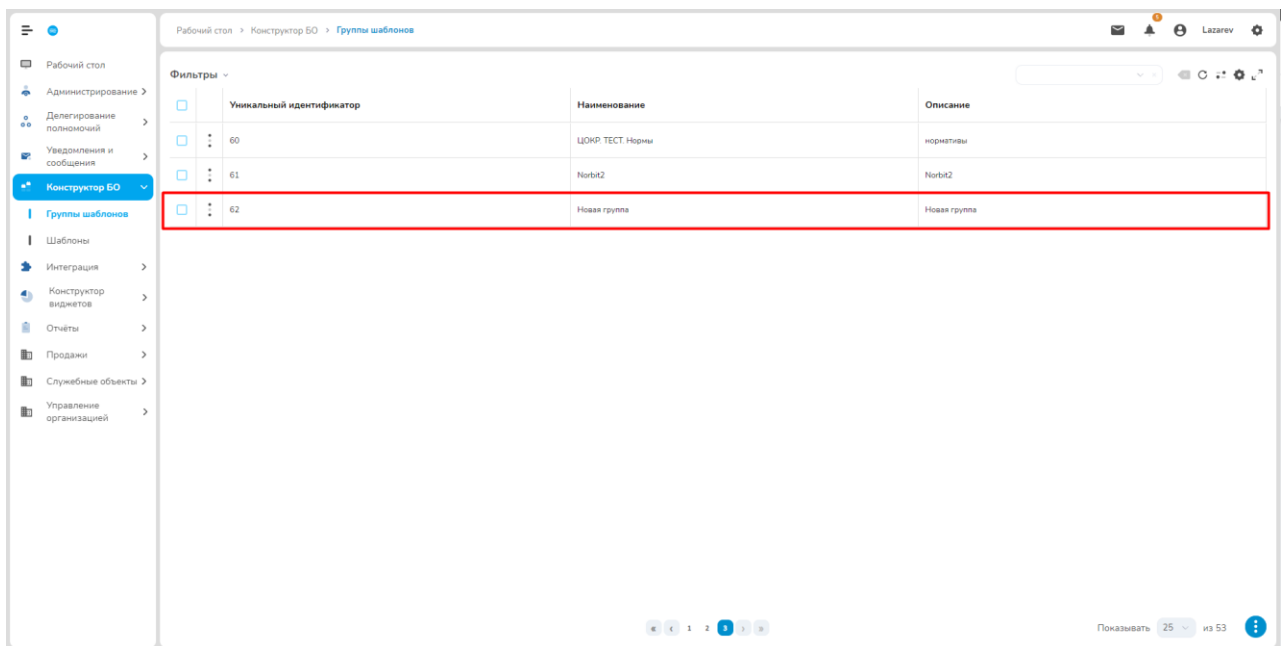 Рабочий стол > Конструктор БО > Группы шаблонов
Lazarev
Рабочий стол
Администрирование
Делегирование
полномочий
Уведомления и
сообщения
Конструктор БО
Группы шаблонов
Шаблоны
Интеграция
Конструктор
виджетов
Отчёты
Продажи
Служебные объекты
Управление
организацией
Фильтры
Уникальный идентификатор Наименование Описание
60 ЦОКР. ТЕСТ. Нормы нормативы
61 Norbit2 Norbit2
62 Новая группа Новая группа
« ‹ 1 2 3 › »
Показывать 25 из 53